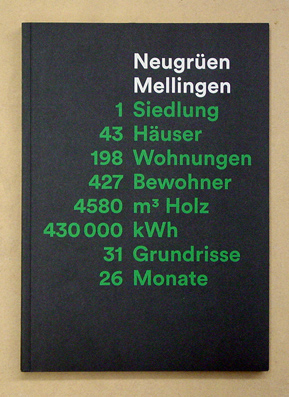 Neugrüen
Mellingen
1 Siedlung
43 Häuser
198 Wohnungen
427 Bewohner
4580 m³ Holz
430 000 kWh
31 Grundrisse
26 Monate